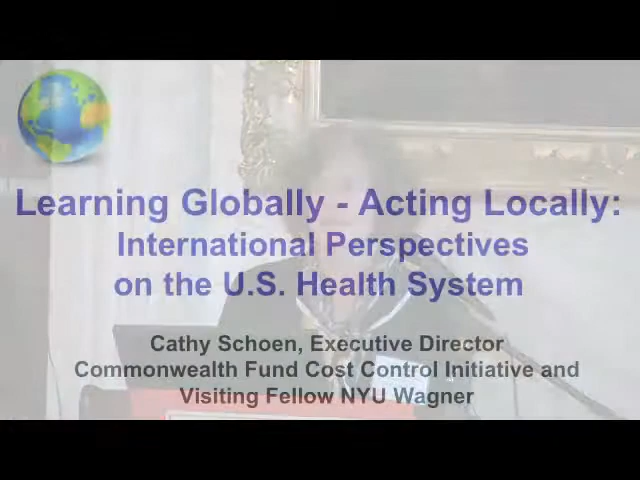 Learning Globally - Acting Locally:
International Perspectives
on the U.S. Health System
Cathy Schoen, Executive Director
Commonwealth Fund Cost Control Initiative and
Visiting Fellow NYU Wagner